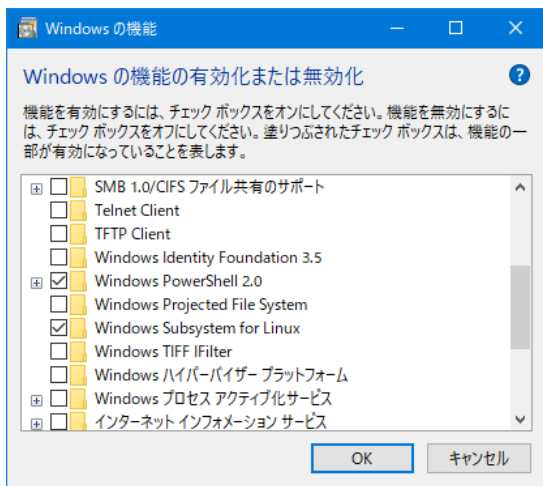 Windows の機能
Windows の機能の有効化または無効化
機能を有効にするには、チェック ボックスをオンにしてください。機能を無効にするに
は、チェック ボックスをオフにしてください。塗りつぶされたチェック ボックスは、機能の一
部が有効になっていることを表します。
SMB 1.0/CIFS ファイル共有のサポート
Telnet Client
TFTP Client
Windows Identity Foundation 3.5
Windows PowerShell 2.0
Windows Projected File System
Windows Subsystem for Linux
Windows TIFF IFilter
Windows ハイパーバイザー プラットフォーム
Windows プロセス アクティブ化サービス
インターネット インフォメーション サービス
OK
キャンセル